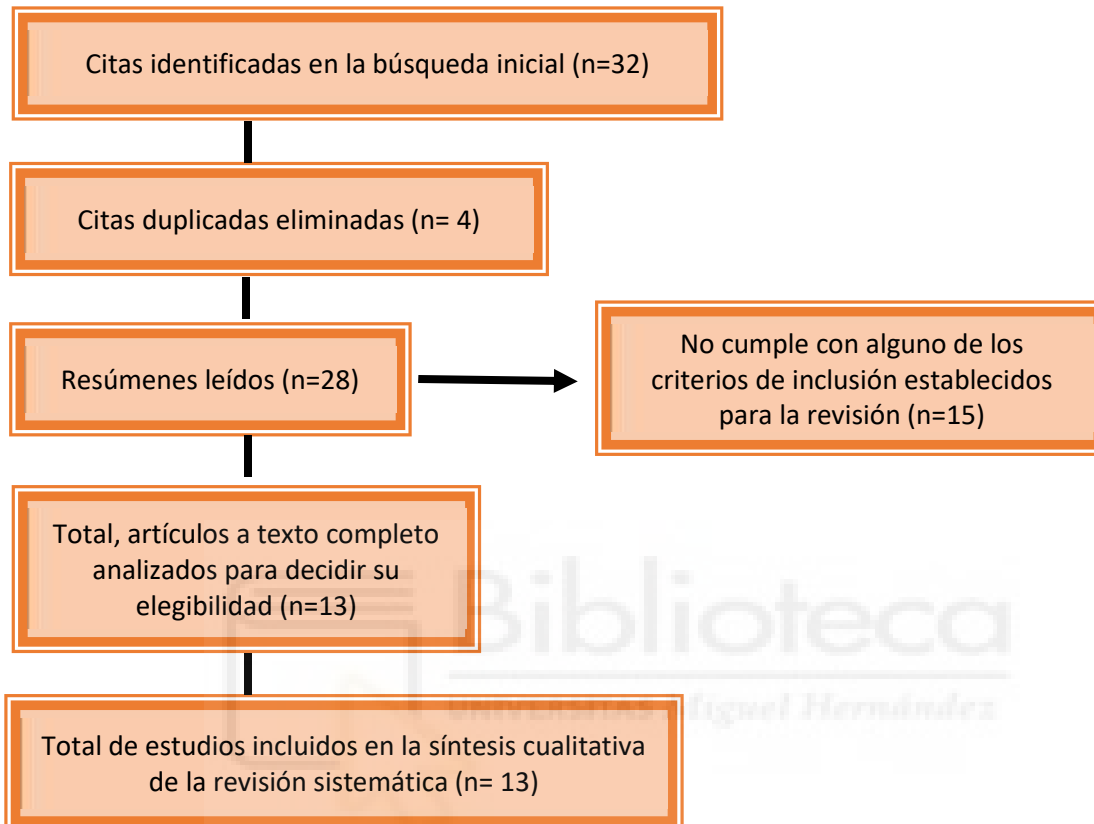 Citas identificadas en la búsqueda inicial (n=32)
Citas duplicadas eliminadas (n= 4)
Resúmenes leídos (n=28)
No cumple con alguno de los
criterios de inclusión establecidos
para la revisión (n=15)
Total, artículos a texto completo
analizados para decidir su
elegibilidad (n=13)
Biblioteca
UNIVERSITAS Miguel Hernández
Total de estudios incluidos en la síntesis cualitativa
de la revisión sistemática (n= 13)